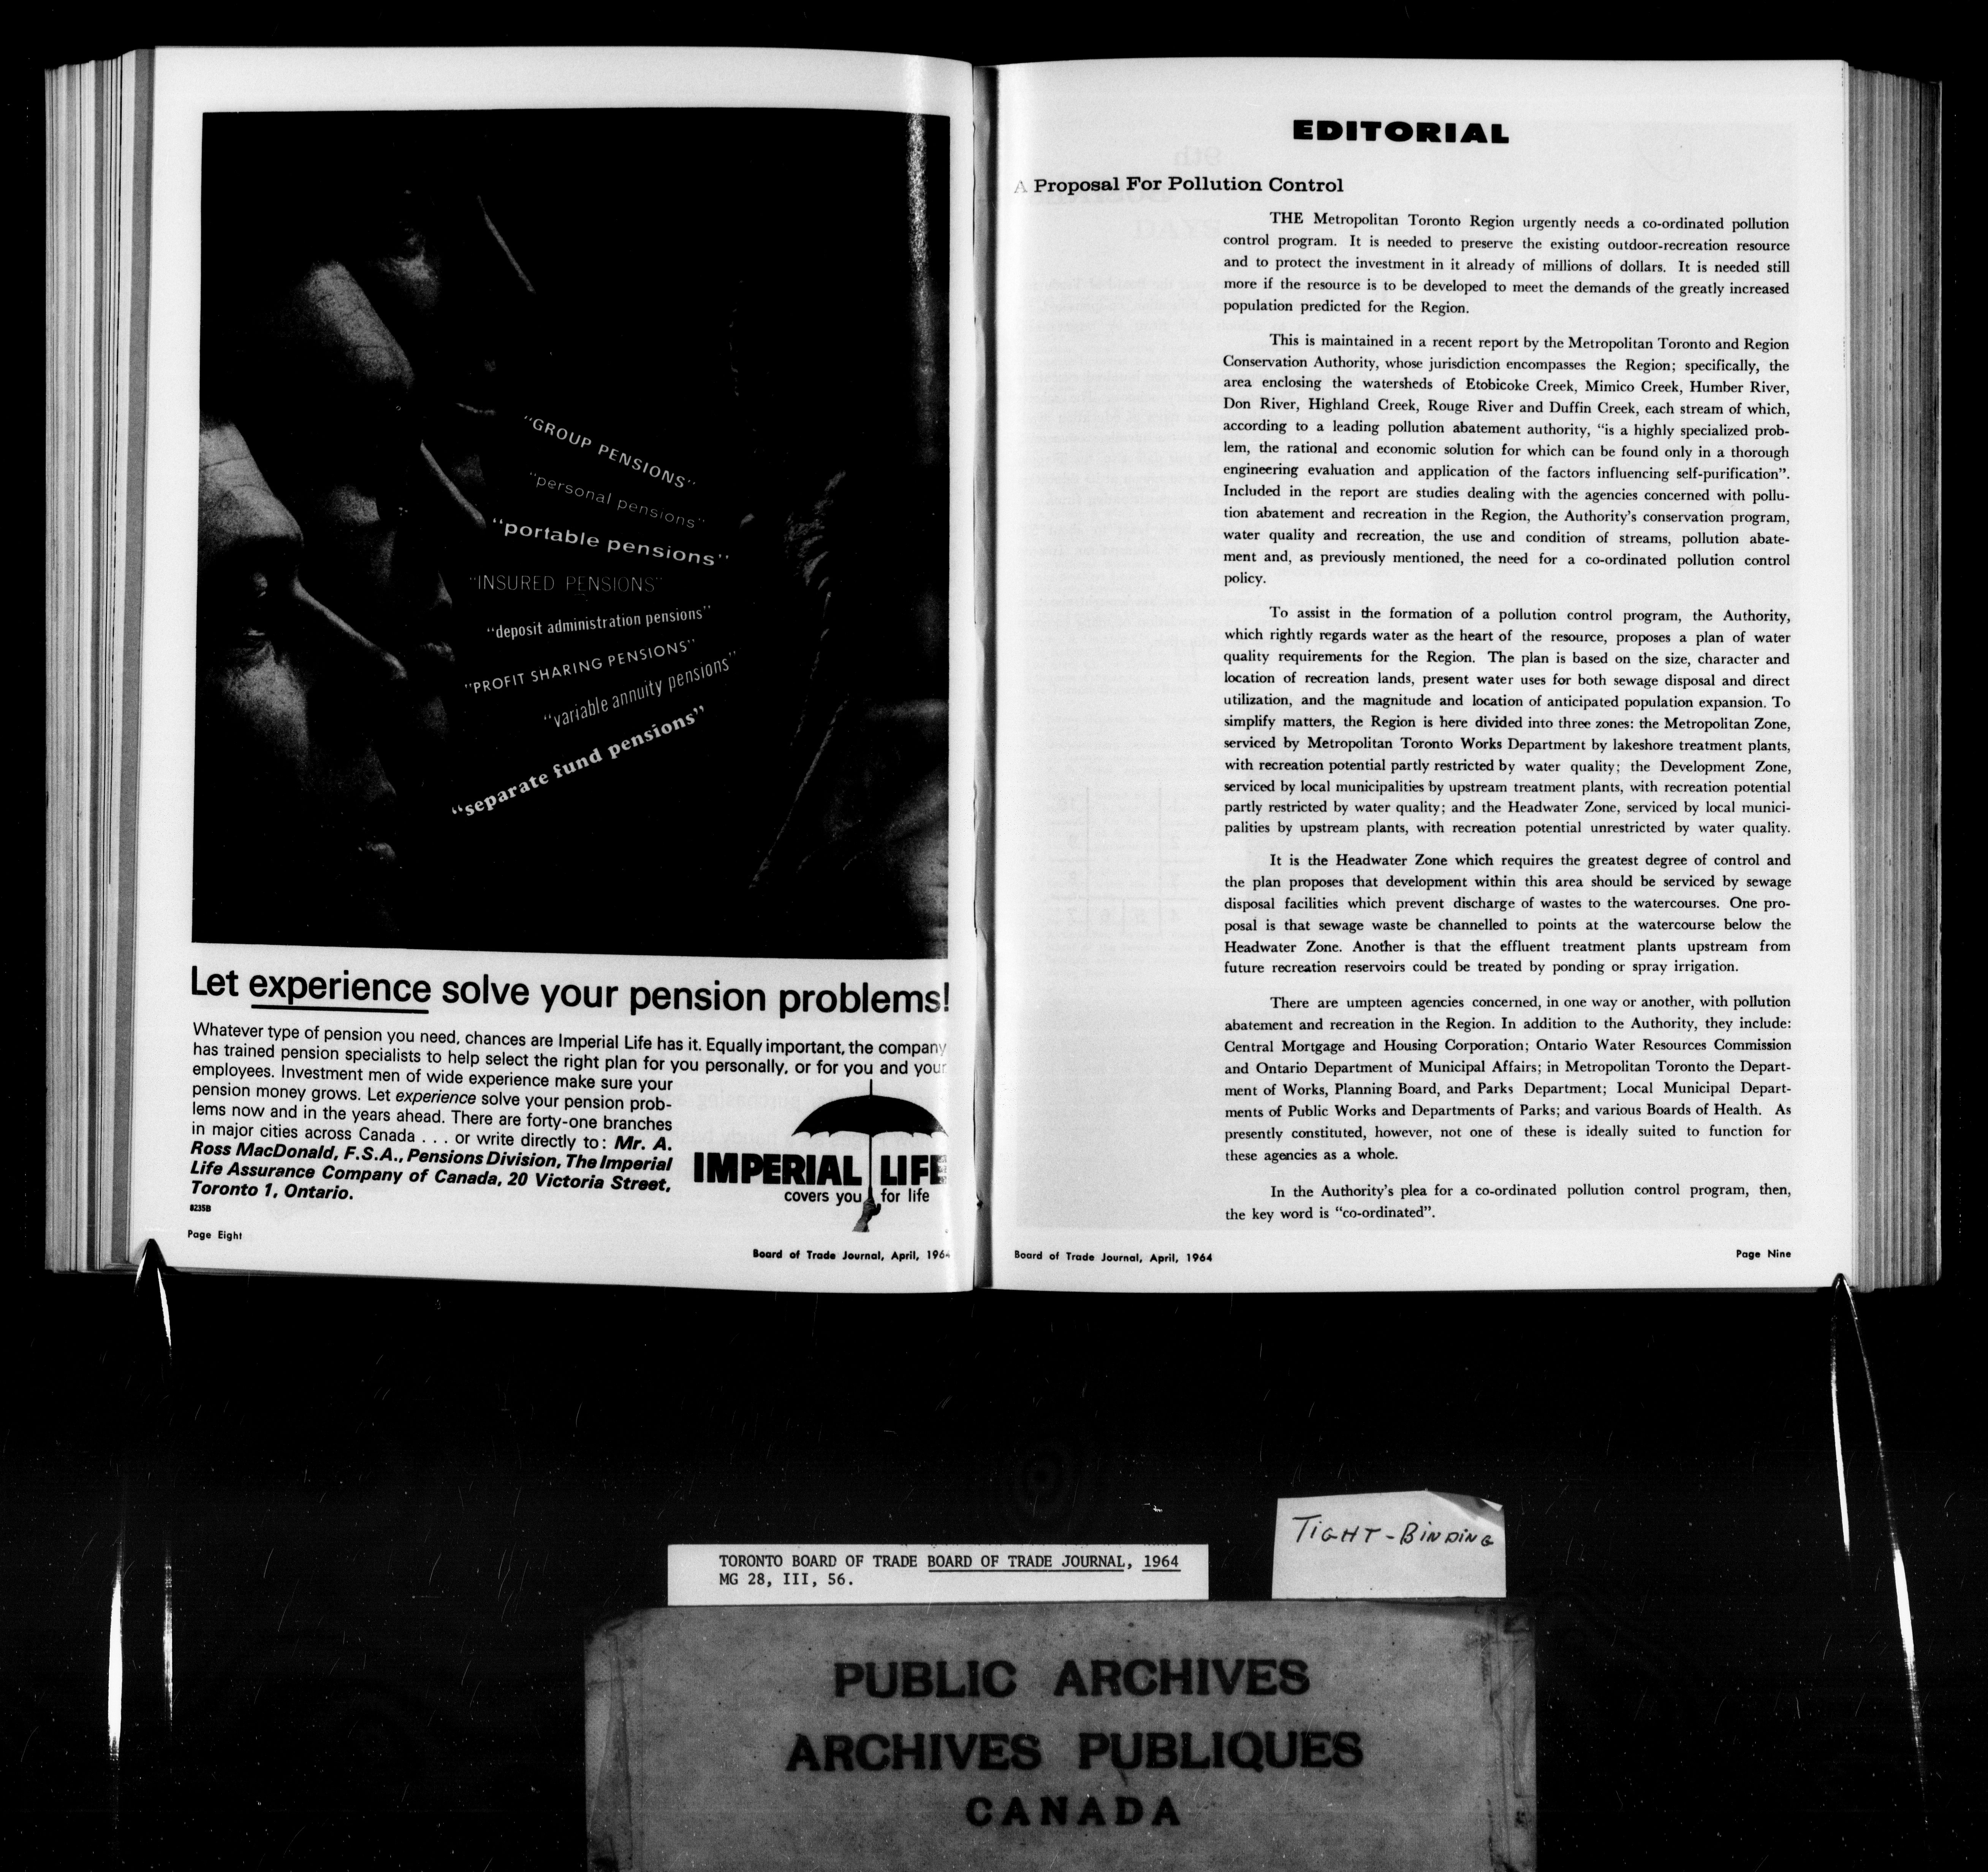 "GROUP PENSIONS"
"personal pensions"
"portable pensions"
"INSURED PENSIONS"
"deposit administration pensions"
"PROFIT SHARING PENSIONS"
"variable annuity pensions"
"separate fund pensions"
Let experience solve your pension problems!
Whatever type of pension you need, chances are Imperial Life has it. Equally important, the company
has trained pension specialists to help select the right plan for you personally, or for you and your
employees. Investment men of wide experience make sure your
pension money grows. Let experience solve your pension prob-
lems now and in the years ahead. There are forty-one branches
in major cities across Canada . . . or write directly to: Mr. A.
Ross MacDonald, F.S.A., Pensions Division, The Imperial
Life Assurance Company of Canada, 20 Victoria Street,
Toronto 1, Ontario.
8235B
IMPERIAL LIFE
covers you for life
Page Eight
Board of Trade Journal, April, 1964
EDITORIAL
A Proposal For Pollution Control
THE Metropolitan Toronto Region urgently needs a co-ordinated pollution
control program. It is needed to preserve the existing outdoor-recreation resource
and to protect the investment in it already of millions of dollars. It is needed still
more if the resource is to be developed to meet the demands of the greatly increased
population predicted for the Region.
This is maintained in a recent report by the Metropolitan Toronto and Region
Conservation Authority, whose jurisdiction encompasses the Region; specifically, the
area enclosing the watersheds of Etobicoke Creek, Mimico Creek, Humber River,
Don River, Highland Creek, Rouge River and Duffin Creek, each stream of which,
according to a leading pollution abatement authority, "is a highly specialized prob-
lem, the rational and economic solution for which can be found only in a thorough
engineering evaluation and application of the factors influencing self-purification".
Included in the report are studies dealing with the agencies concerned with pollu-
tion abatement and recreation in the Region, the Authority's conservation program,
water quality and recreation, the use and condition of streams, pollution abate-
ment and, as previously mentioned, the need for a co-ordinated pollution control
policy.
To assist in the formation of a pollution control program, the Authority,
which rightly regards water as the heart of the resource, proposes a plan of water
quality requirements for the Region. The plan is based on the size, character and
location of recreation lands, present water uses for both sewage disposal and direct
utilization, and the magnitude and location of anticipated population expansion. To
simplify matters, the Region is here divided into three zones: the Metropolitan Zone,
serviced by Metropolitan Toronto Works Department by lakeshore treatment plants,
with recreation potential partly restricted by water quality; the Development Zone,
serviced by local municipalities by upstream treatment plants, with recreation potential
partly restricted by water quality; and the Headwater Zone, serviced by local munici-
palities by upstream plants, with recreation potential unrestricted by water quality.
It is the Headwater Zone which requires the greatest degree of control and
the plan proposes that development within this area should be serviced by sewage
disposal facilities which prevent discharge of wastes to the watercourses. One pro-
posal is that sewage waste be channelled to points at the watercourse below the
Headwater Zone. Another is that the effluent treatment plants upstream from
future recreation reservoirs could be treated by ponding or spray irrigation.
There are umpteen agencies concerned, in one way or another, with pollution
abatement and recreation in the Region. In addition to the Authority, they include:
Central Mortgage and Housing Corporation; Ontario Water Resources Commission
and Ontario Department of Municipal Affairs; in Metropolitan Toronto the Depart-
ment of Works, Planning Board, and Parks Department; Local Municipal Depart-
ments of Public Works and Departments of Parks; and various Boards of Health. As
presently constituted, however, not one of these is ideally suited to function for
these agencies as a whole.
In the Authority's plea for a co-ordinated pollution control program, then,
the key word is "co-ordinated".
Board of Trade Journal, April, 1964
Page Nine
TIGHT-BINDING
TORONTO BOARD OF TRADE BOARD OF TRADE JOURNAL, 1964
MG 28, III, 56.
PUBLIC ARCHIVES
ARCHIVES PUBLIQUES
CANADA